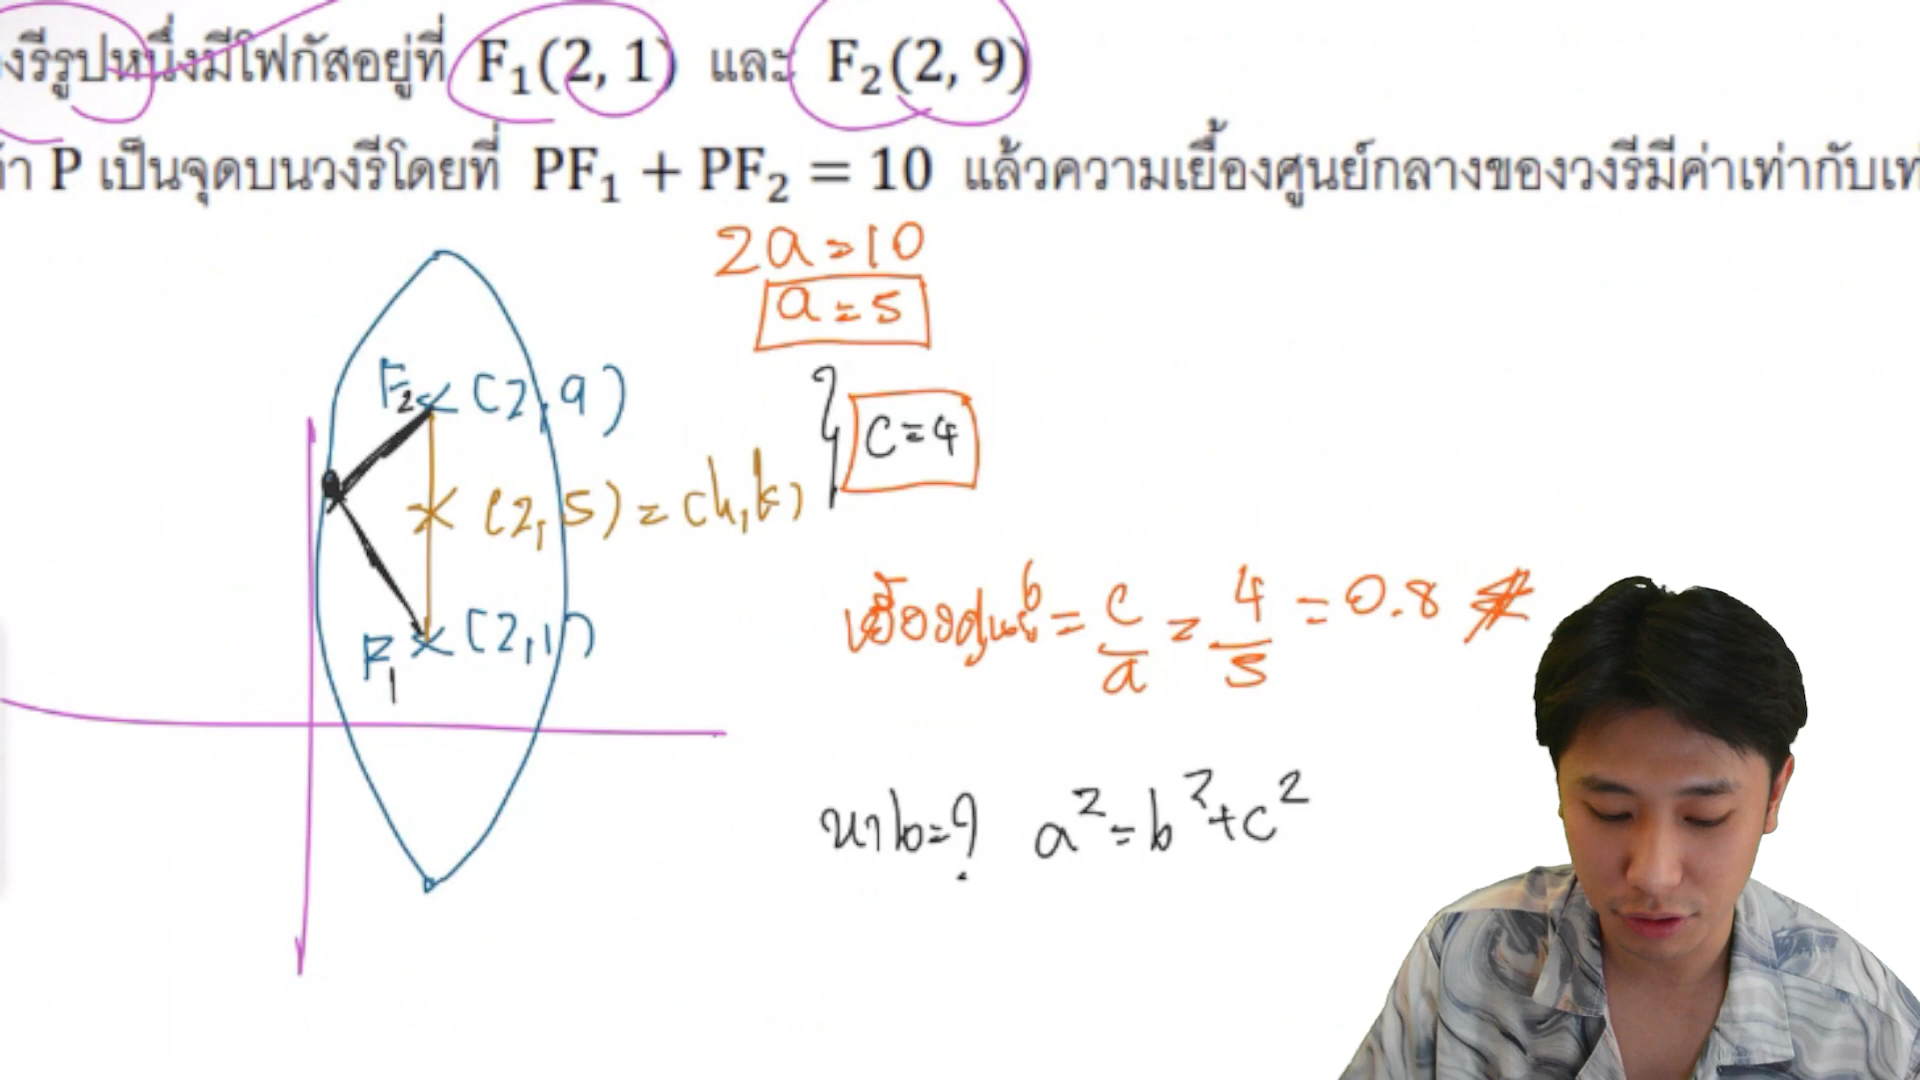 งรีรูปหนึ่งมีโฟกัสอยู่ที่ F₁(2, 1) และ F₂(2, 9)
ถ้า P เป็นจุดบนวงรีโดยที่ PF₁ + PF₂ = 10 แล้วความเยื้องศูนย์กลางของวงรีมีค่าเท่ากับเท่
2a = 10
a = 5
F₂ (2, 9)
c = 4
(2, 5) = (h, k)
F₁ (2, 1)
เยื้องศูนย์ = c/a = 4/5 = 0.8
หา b = ? a² = b² + c²